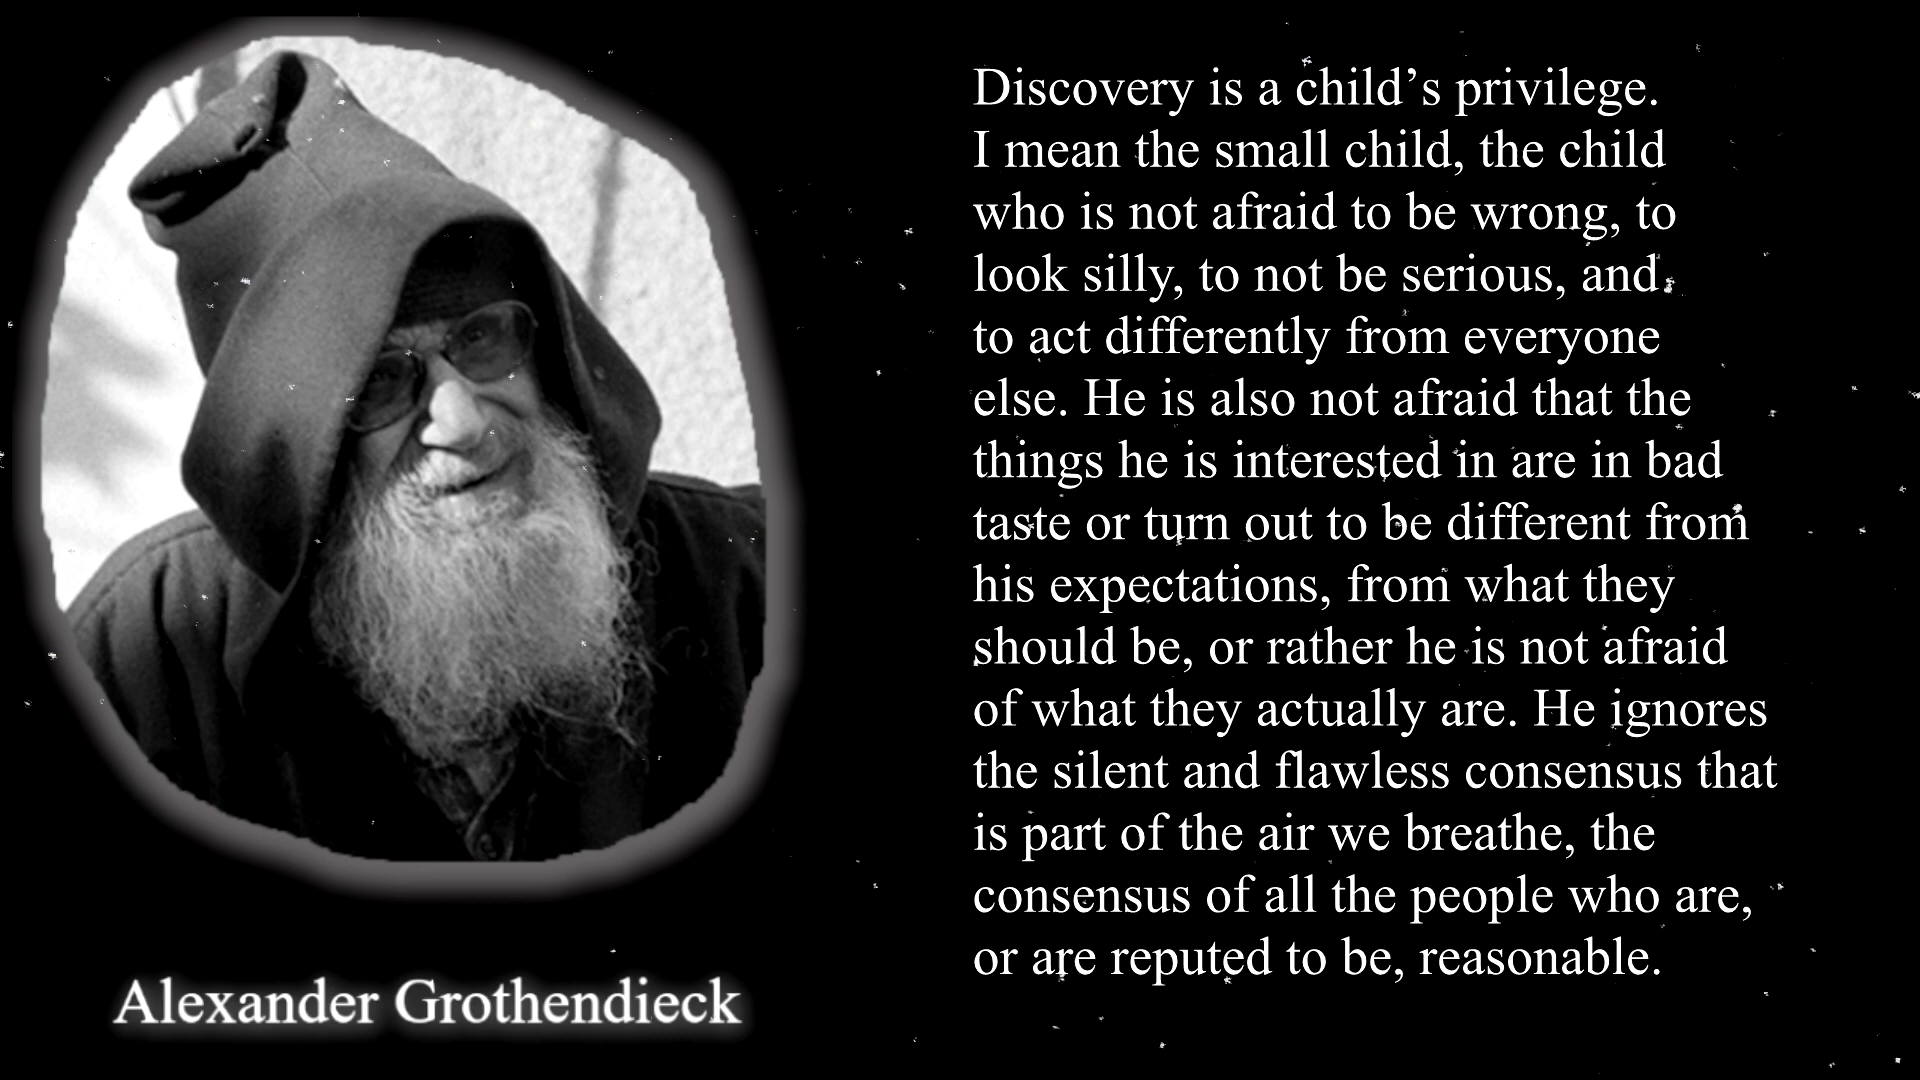 Discovery is a child’s privilege.
I mean the small child, the child
who is not afraid to be wrong, to
look silly, to not be serious, and
to act differently from everyone
else. He is also not afraid that the
things he is interested in are in bad
taste or turn out to be different from
his expectations, from what they
should be, or rather he is not afraid
of what they actually are. He ignores
the silent and flawless consensus that
is part of the air we breathe, the
consensus of all the people who are,
or are reputed to be, reasonable.
Alexander Grothendieck